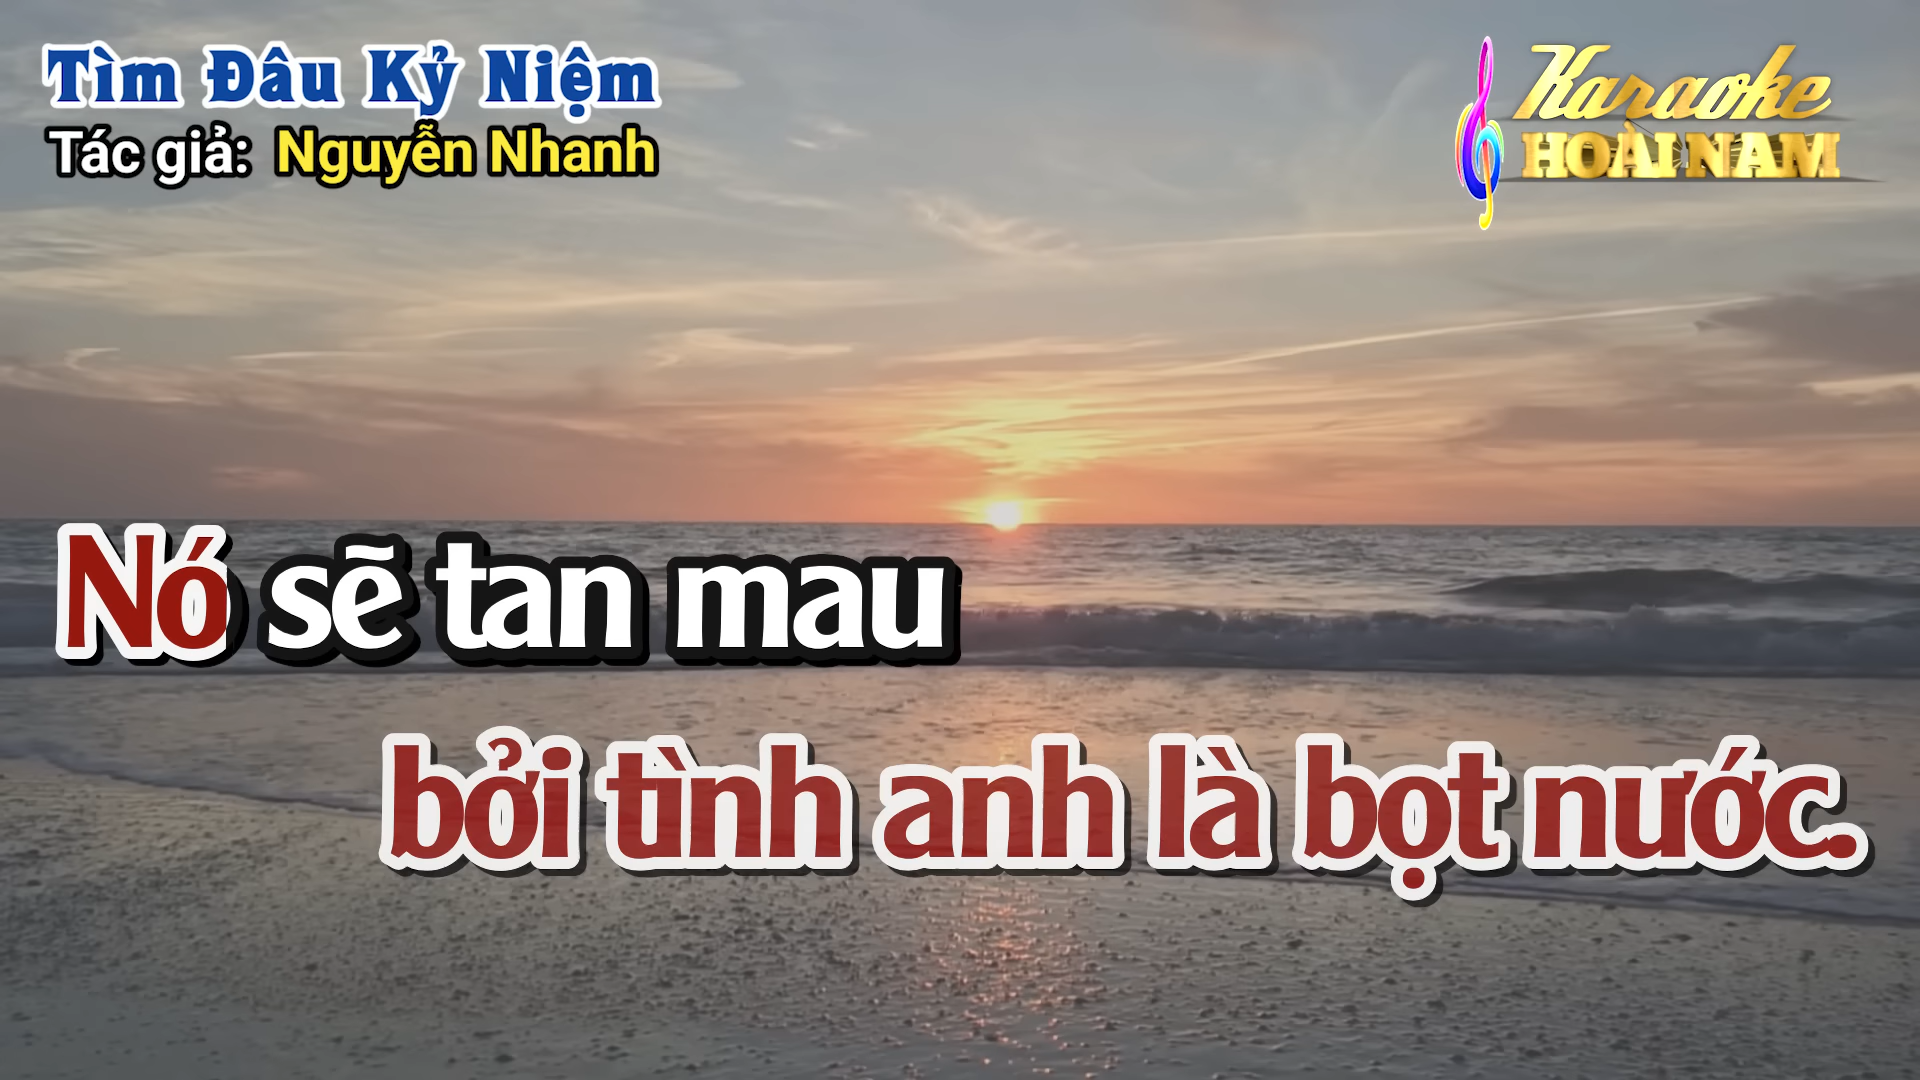 Tìm Đâu Kỷ Niệm
Tác giả: Nguyễn Nhanh
Karaoke
HOÀI NAM
Nó sẽ tan mau
bởi tình anh là bọt nước.